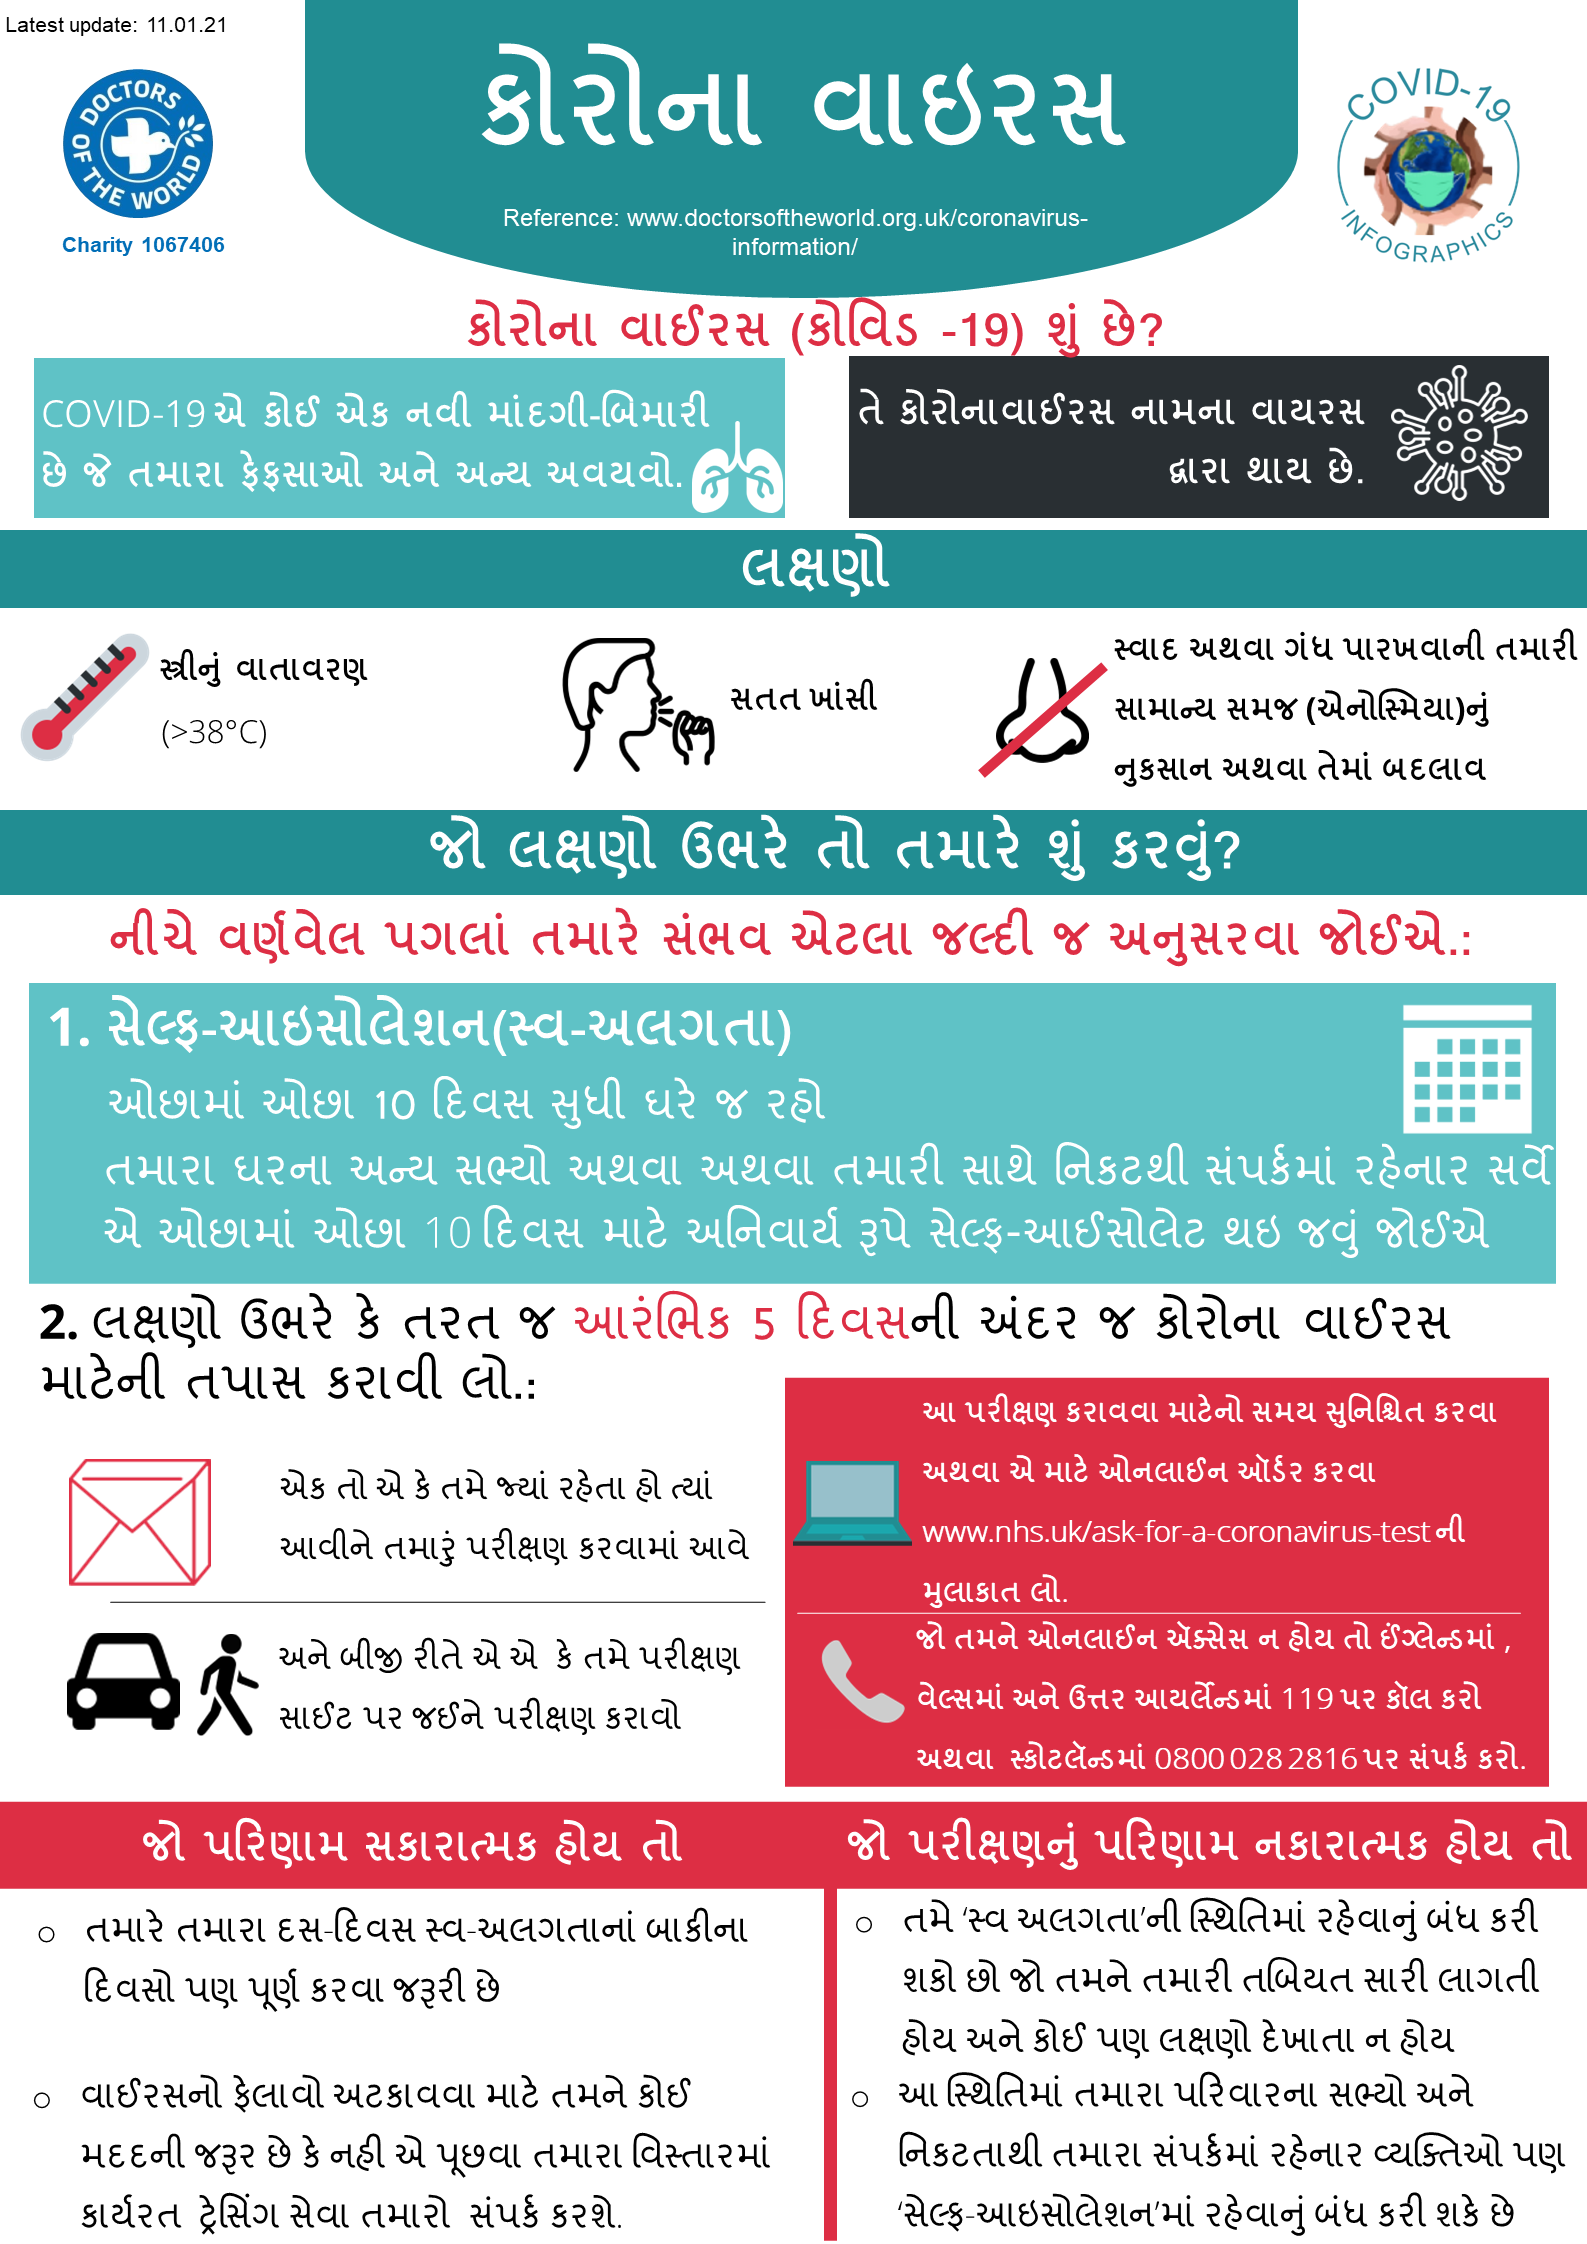 Latest update: 11.01.21
DOCTORS OF THE WORLD
Charity 1067406
કોરોના વાઇરસ
Reference: www.doctorsoftheworld.org.uk/coronavirus-
information/
COVID-19
INFOGRAPHICS
કોરોના વાઈરસ (કોવિડ -19) શું છે?
COVID-19 એ કોઈ એક નવી માંદગી-બિમારી
છે જે તમારા ફેફસાઓ અને અન્ય અવયવો.
તે કોરોનાવાઈરસ નામના વાયરસ
દ્વારા થાય છે.
લક્ષણો
સ્ત્રીનું વાતાવરણ
(>38°C)
સતત ખાંસી
સ્વાદ અથવા ગંધ પારખવાની તમારી
સામાન્ય સમજ (એનોસ્મિયા)નું
નુકસાન અથવા તેમાં બદલાવ
જો લક્ષણો ઉભરે તો તમારે શું કરવું?
નીચે વર્ણવેલ પગલાં તમારે સંભવ એટલા જલ્દી જ અનુસરવા જોઈએ.:
1. સેલ્ફ-આઇસોલેશન(સ્વ-અલગતા)
ઓછામાં ઓછા 10 દિવસ સુધી ઘરે જ રહો
તમારા ઘરના અન્ય સભ્યો અથવા અથવા તમારી સાથે નિકટથી સંપર્કમાં રહેનાર સર્વે
એ ઓછામાં ઓછા 10 દિવસ માટે અનિવાર્ય રૂપે સેલ્ફ-આઈસોલેટ થઇ જવું જોઈએ
2. લક્ષણો ઉભરે કે તરત જ આરંભિક 5 દિવસની અંદર જ કોરોના વાઈરસ
માટેની તપાસ કરાવી લો.:
એક તો એ કે તમે જ્યાં રહેતા હો ત્યાં
આવીને તમારું પરીક્ષણ કરવામાં આવે
અને બીજી રીતે એ એ કે તમે પરીક્ષણ
સાઈટ પર જઈને પરીક્ષણ કરાવો
આ પરીક્ષણ કરાવવા માટેનો સમય સુનિશ્ચિત કરવા
અથવા એ માટે ઓનલાઈન ઑર્ડર કરવા
www.nhs.uk/ask-for-a-coronavirus-test ની
મુલાકાત લો.
જો તમને ઓનલાઈન ઍક્સેસ ન હોય તો ઈંગ્લેન્ડમાં ,
વેલ્સમાં અને ઉત્તર આયર્લેન્ડમાં 119 પર કૉલ કરો
અથવા સ્કોટલૅન્ડમાં 0800 028 2816 પર સંપર્ક કરો.
જો પરિણામ સકારાત્મક હોય તો
○ તમારે તમારા દસ-દિવસ સ્વ-અલગતાનાં બાકીના
દિવસો પણ પૂર્ણ કરવા જરૂરી છે
○ વાઈરસનો ફેલાવો અટકાવવા માટે તમને કોઈ
મદદની જરૂર છે કે નહી એ પૂછવા તમારા વિસ્તારમાં
કાર્યરત ટ્રેસિંગ સેવા તમારો સંપર્ક કરશે.
જો પરીક્ષણનું પરિણામ નકારાત્મક હોય તો
○ તમે ‘સ્વ અલગતા’ની સ્થિતિમાં રહેવાનું બંધ કરી
શકો છો જો તમને તમારી તબિયત સારી લાગતી
હોય અને કોઈ પણ લક્ષણો દેખાતા ન હોય
○ આ સ્થિતિમાં તમારા પરિવારના સભ્યો અને
નિકટતાથી તમારા સંપર્કમાં રહેનાર વ્યક્તિઓ પણ
‘સેલ્ફ-આઇસોલેશન’માં રહેવાનું બંધ કરી શકે છે